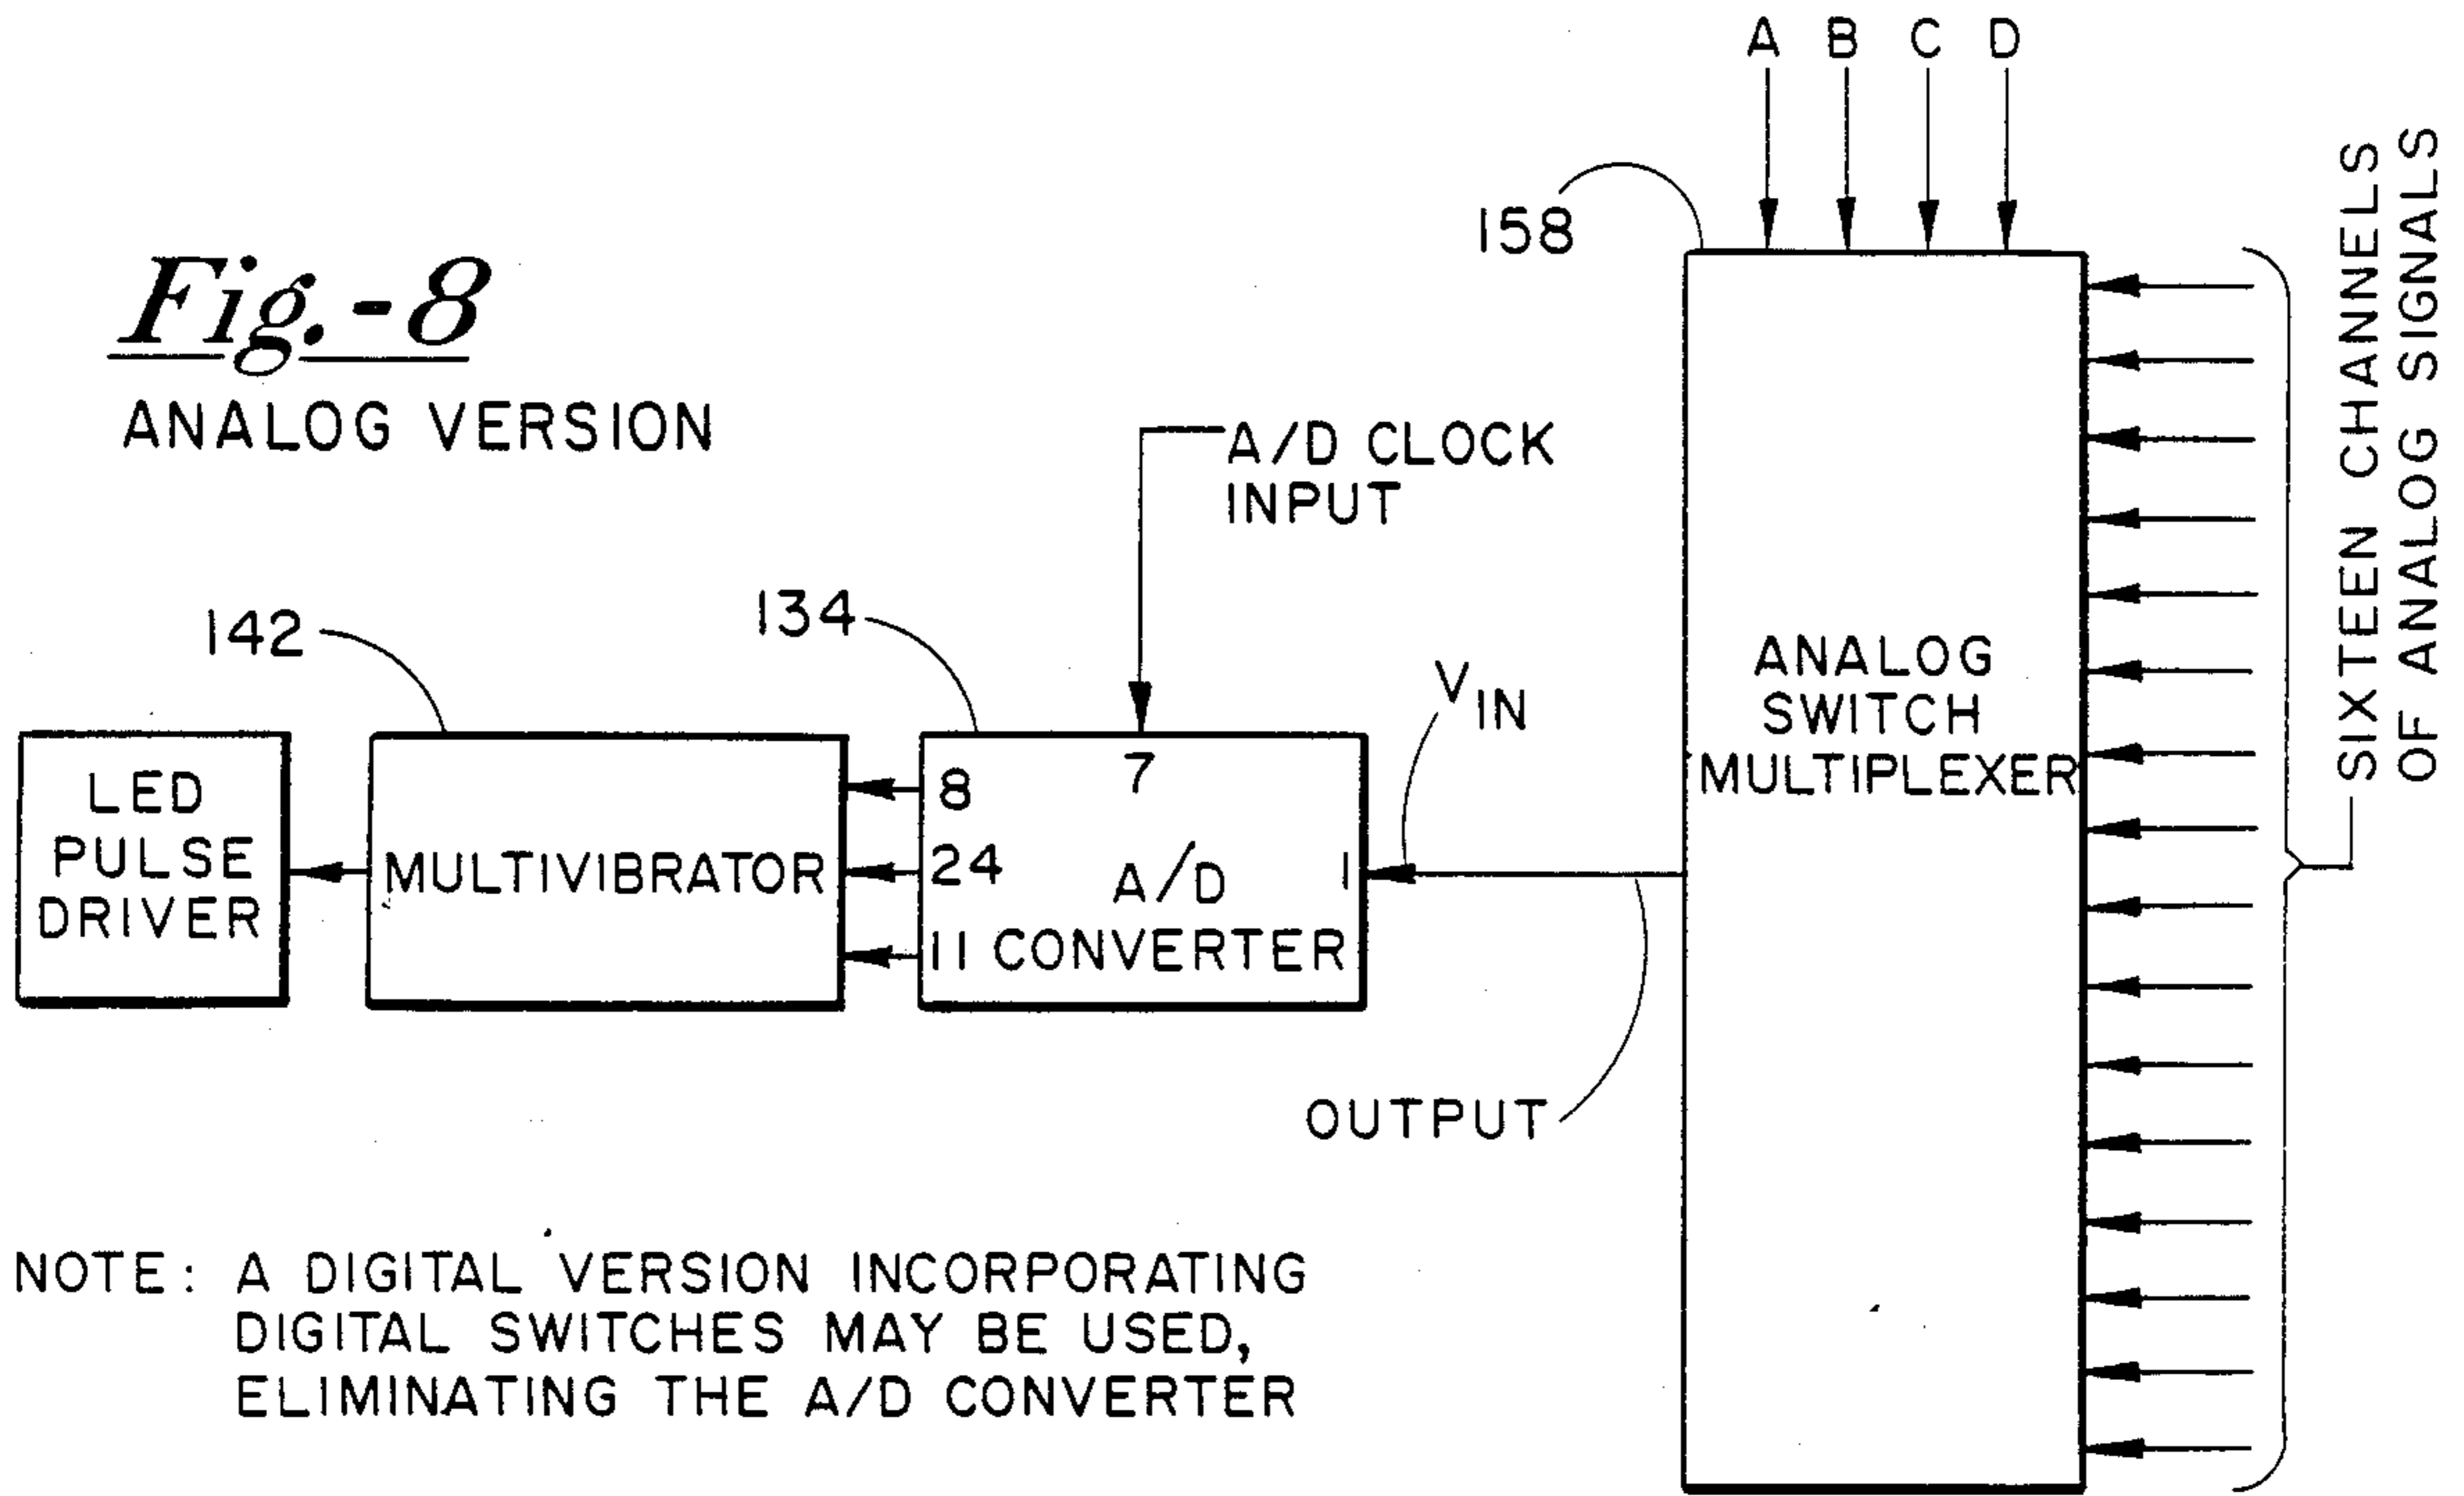 A B C D
158
Fig.-8
ANALOG VERSION
A/D CLOCK
INPUT
SIXTEEN CHANNELS
OF ANALOG SIGNALS
142
134
VIN
ANALOG
SWITCH
MULTIPLEXER
LED
PULSE
DRIVER
MULTIVIBRATOR
8
7
24
A/D
1
11 CONVERTER
OUTPUT
NOTE: A DIGITAL VERSION INCORPORATING
DIGITAL SWITCHES MAY BE USED,
ELIMINATING THE A/D CONVERTER